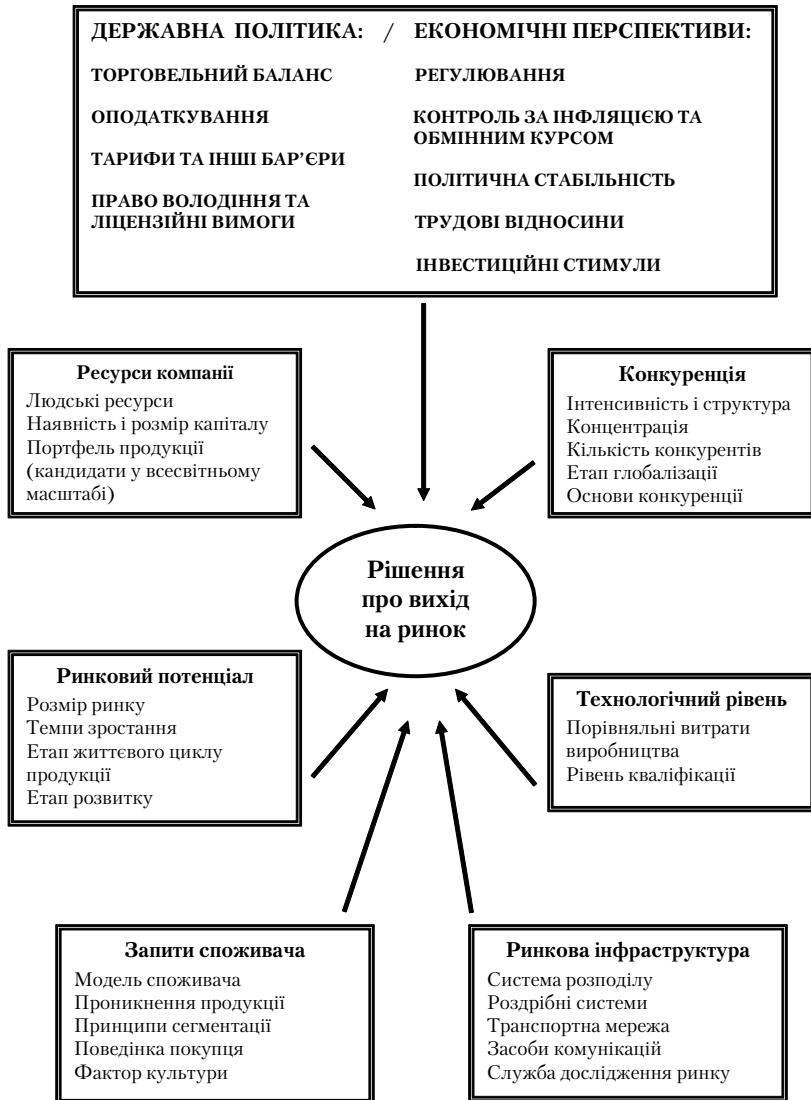 ДЕРЖАВНА ПОЛІТИКА: / ЕКОНОМІЧНІ ПЕРСПЕКТИВИ:
ТОРГОВЕЛЬНИЙ БАЛАНС
ОПОДАТКУВАННЯ
ТАРИФИ ТА ІНШІ БАР’ЄРИ
ПРАВО ВОЛОДІННЯ ТА
ЛІЦЕНЗІЙНІ ВИМОГИ
РЕГУЛЮВАННЯ
КОНТРОЛЬ ЗА ІНФЛЯЦІЄЮ ТА
ОБМІННИМ КУРСОМ
ПОЛІТИЧНА СТАБІЛЬНІСТЬ
ТРУДОВІ ВІДНОСИНИ
ІНВЕСТИЦІЙНІ СТИМУЛИ
Ресурси компанії
Людські ресурси
Наявність і розмір капіталу
Портфель продукції
(кандидати у всесвітньому
масштабі)
Конкуренція
Інтенсивність і структура
Концентрація
Кількість конкурентів
Етап глобалізації
Основи конкуренції
Рішення
про вихід
на ринок
Ринковий потенціал
Розмір ринку
Темпи зростання
Етап життєвого циклу
продукції
Етап розвитку
Технологічний рівень
Порівняльні витрати
виробництва
Рівень кваліфікації
Запити споживача
Модель споживача
Проникнення продукції
Принципи сегментації
Поведінка покупця
Фактор культури
Ринкова інфраструктура
Система розподілу
Роздрібні системи
Транспортна мережа
Засоби комунікацій
Служба дослідження ринку